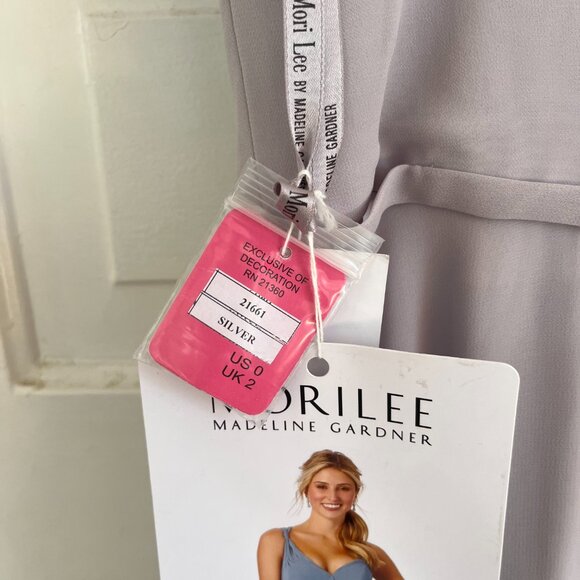 Mori Lee BY MADELINE G
Mori
MADELINE GARDNER
EXCLUSIVE OF
DECORATION
RN 21360
21661
SILVER
US 0
UK 2
MORILEE
MADELINE GARDNER